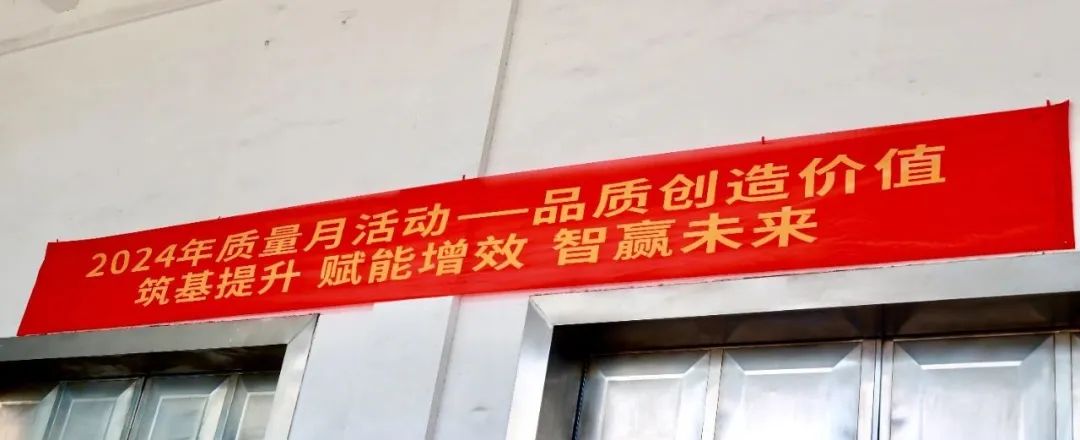 2024年质量月活动——品质创造价值
筑基提升 赋能增效 智赢未来